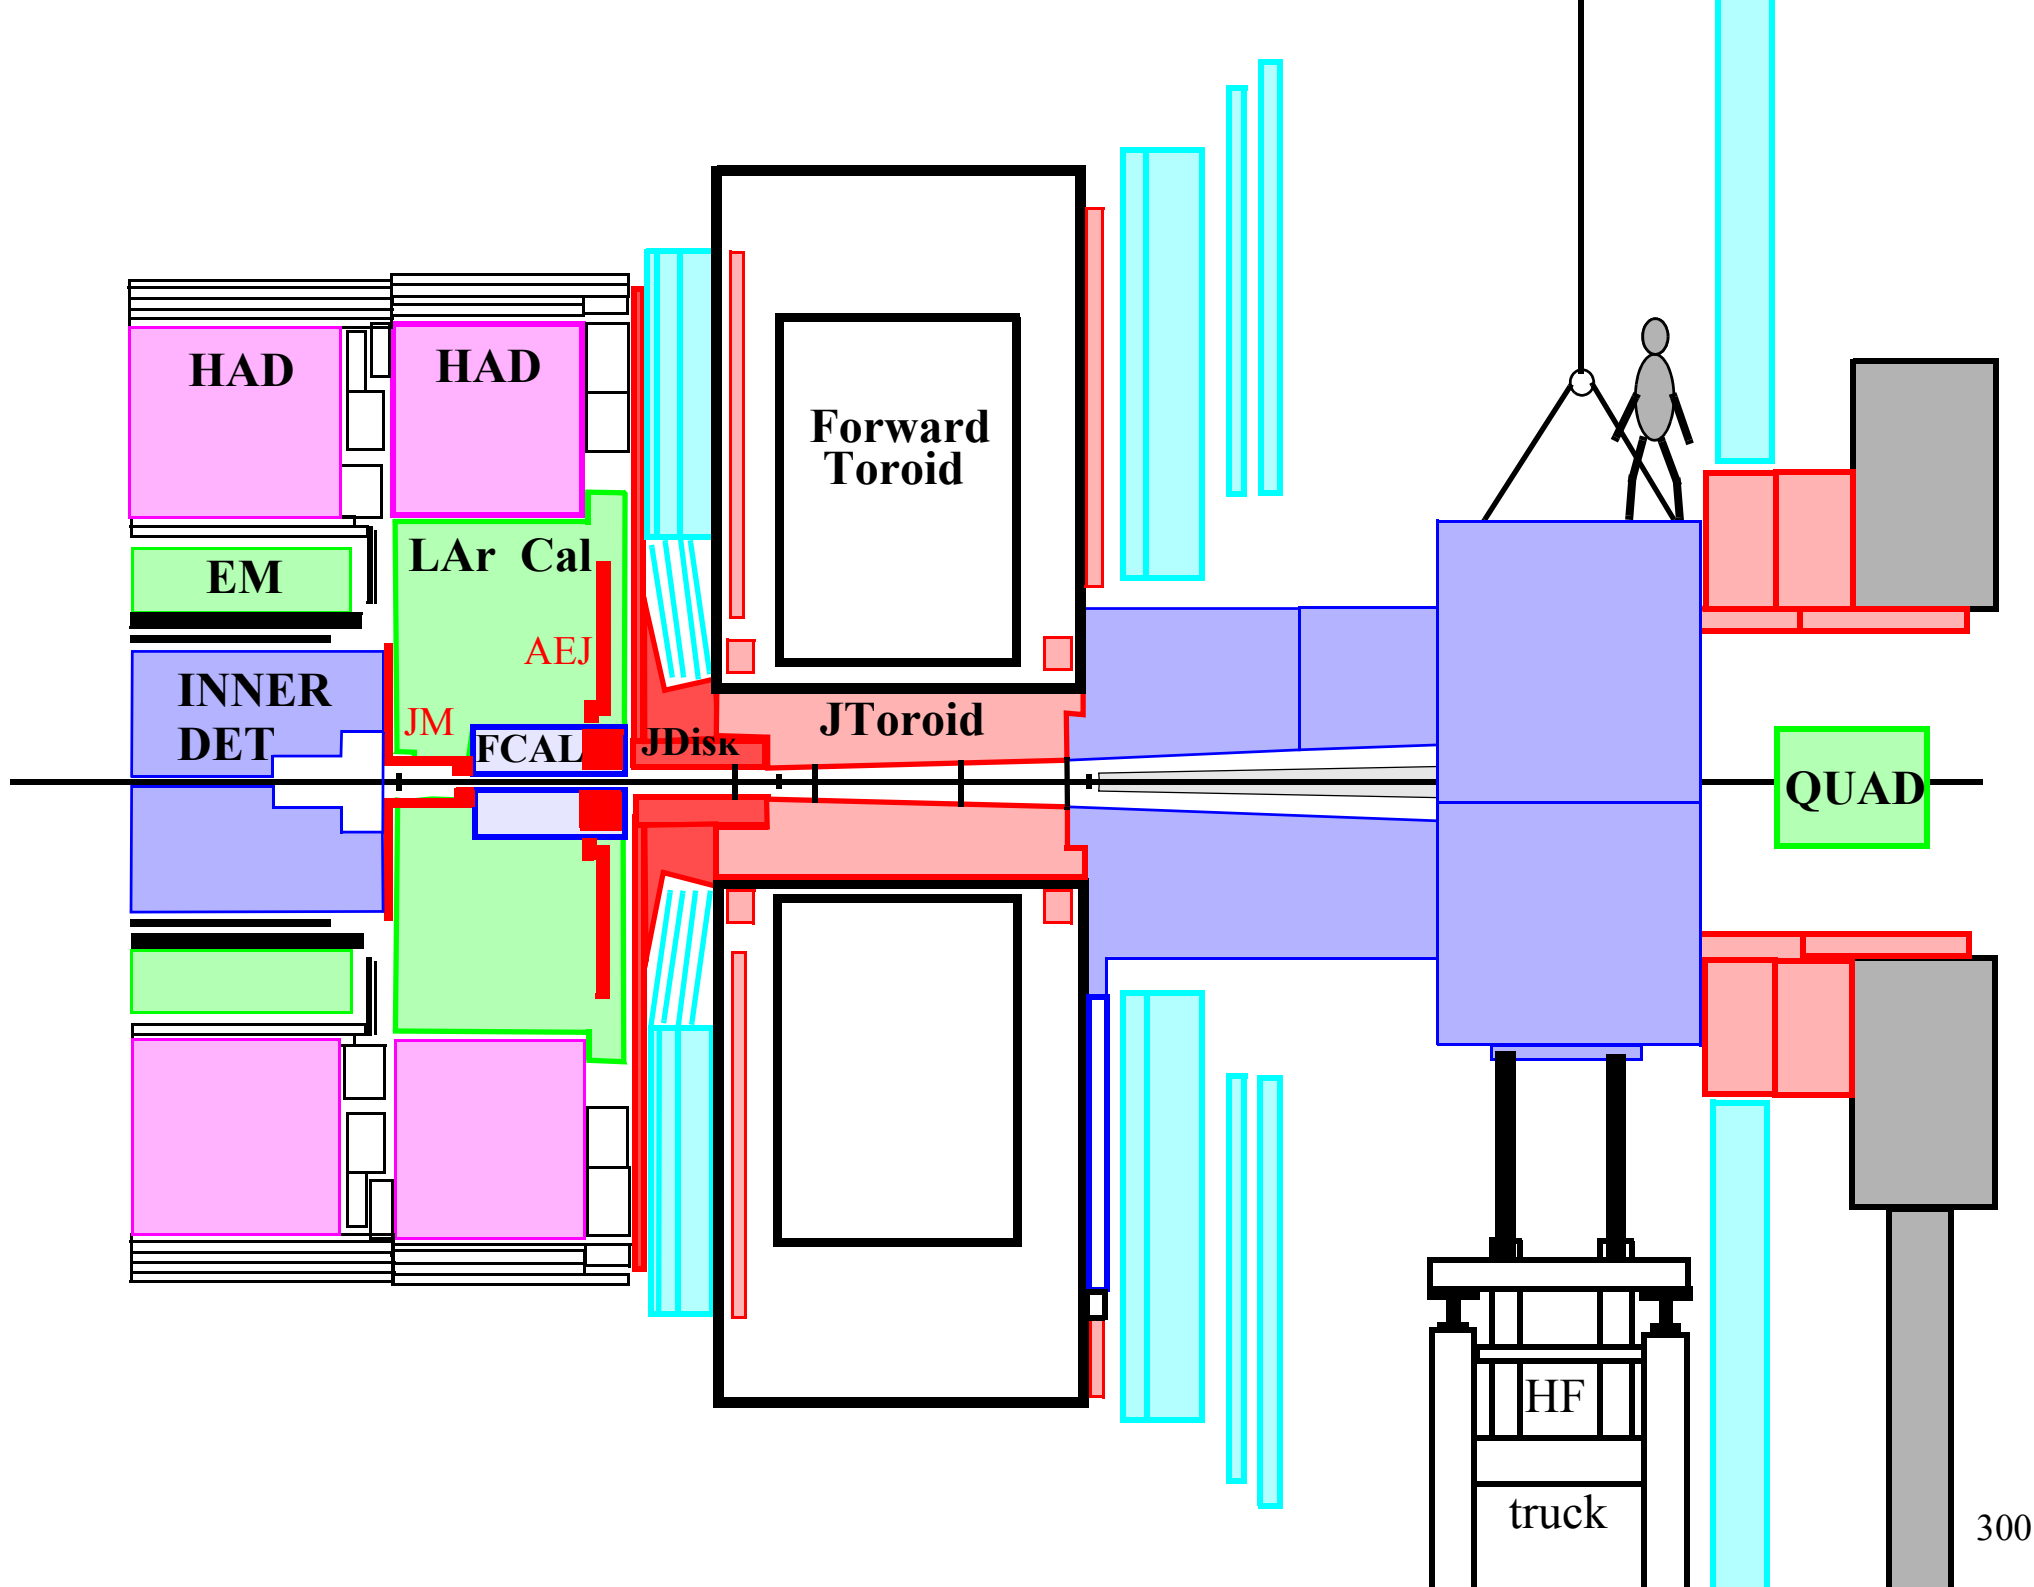 HAD
HAD
Forward
Toroid
LAr Cal
EM
AEJ
INNER
DET
JM
FCAL
JDisk
JToroid
QUAD
HF
truck
300